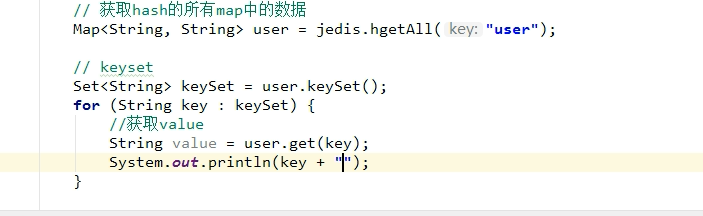 // 获取hash的所有map中的数据
Map<String, String> user = jedis.hgetAll( key: "user");
// keyset
Set<String> keySet = user.keySet();
for (String key : keySet) {
//获取value
String value = user.get(key);
System.out.println(key + "");
}